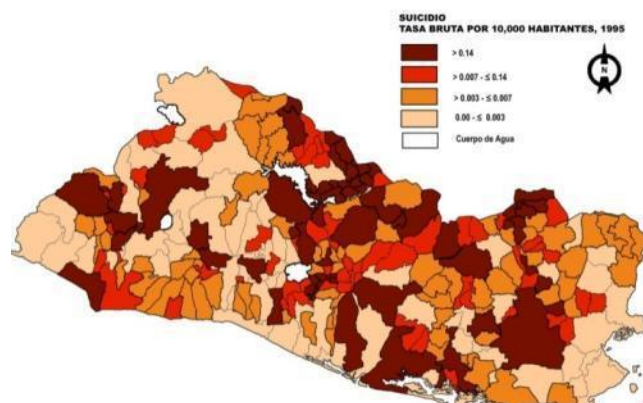 SUICIDIO
TASA BRUTA POR 10,000 HABITANTES, 1995
> 0.14
> 0.007 - ≤ 0.14
> 0.003 - ≤ 0.007
0.00 - ≤ 0.003
Cuerpo de Agua
N